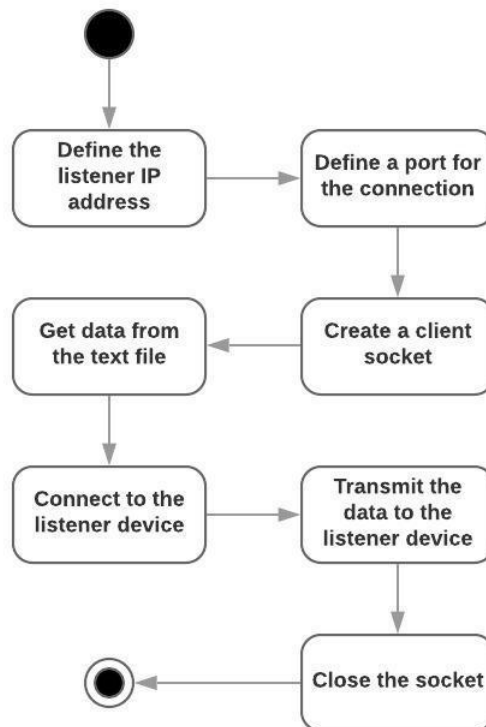 Define the
listener IP
address
Define a port for
the connection
Create a client
socket
Get data from
the text file
Connect to the
listener device
Transmit the
data to the
listener device
Close the socket